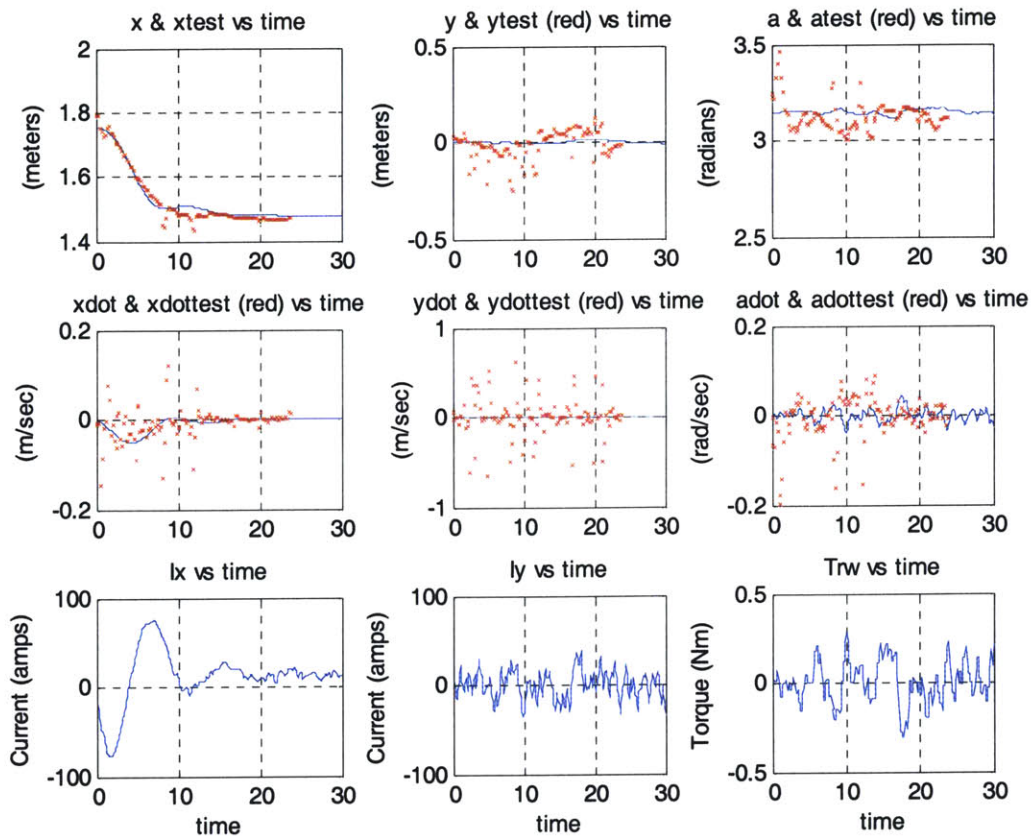 x & xtest vs time
y & ytest (red) vs time
a & atest (red) vs time
2
1.8
1.6
1.4
(meters)
0 10 20 30
0.5
0
-0.5
(meters)
0 10 20 30
3.5
3
2.5
(radians)
0 10 20 30
xdot & xdottest (red) vs time
ydot & ydottest (red) vs time
adot & adottest (red) vs time
0.2
0
-0.2
(m/sec)
0 10 20 30
1
0
-1
(m/sec)
0 10 20 30
0.2
0
-0.2
(rad/sec)
0 10 20 30
Ix vs time
Iy vs time
Trw vs time
100
0
-100
Current (amps)
0 10 20 30
time
100
0
-100
Current (amps)
0 10 20 30
time
0.5
0
-0.5
Torque (Nm)
0 10 20 30
time